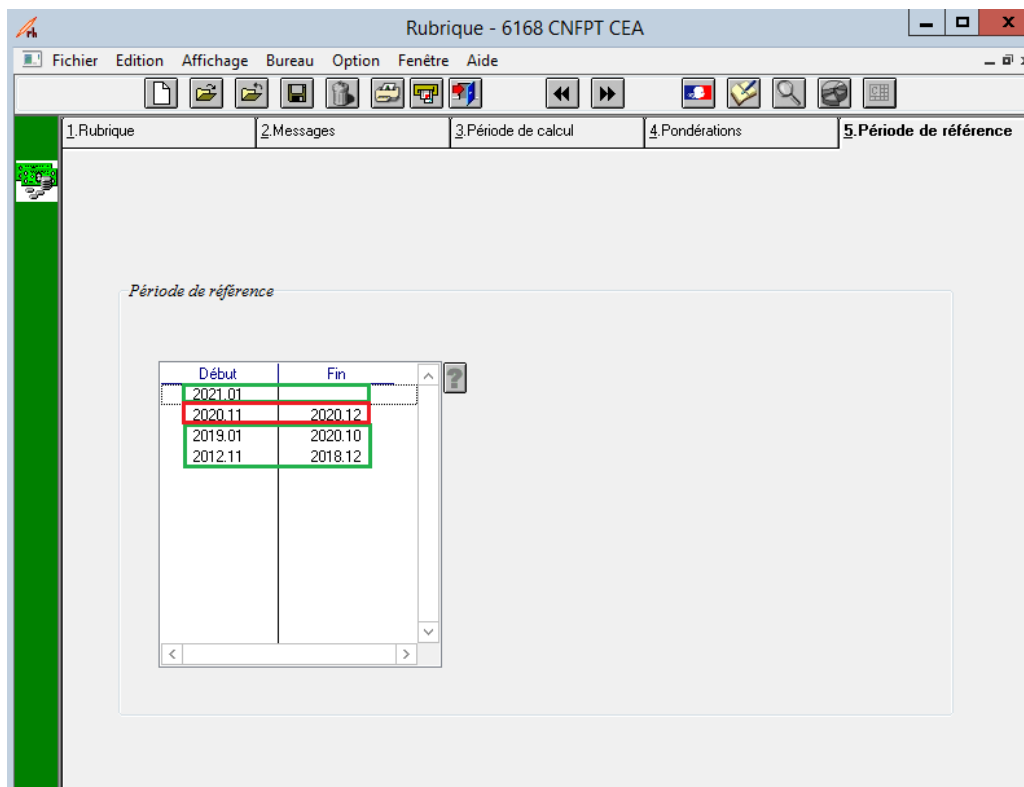 Rubrique - 6168 CNFPT CEA
Fichier Edition Affichage Bureau Option Fenêtre Aide
1.Rubrique 2.Messages 3.Période de calcul 4.Pondérations 5.Période de référence
Période de référence
Début Fin
2021.01
2020.11 2020.12
2019.01 2020.10
2012.11 2018.12